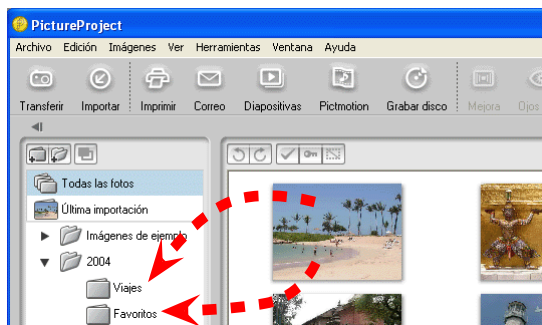 PictureProject
Archivo Edición Imágenes Ver Herramientas Ventana Ayuda
Transferir Importar Imprimir Correo Diapositivas Pictmotion Grabar disco Mejora Ojos
Todas las fotos
Última importación
Imágenes de ejemplo
2004
Viajes
Favoritos